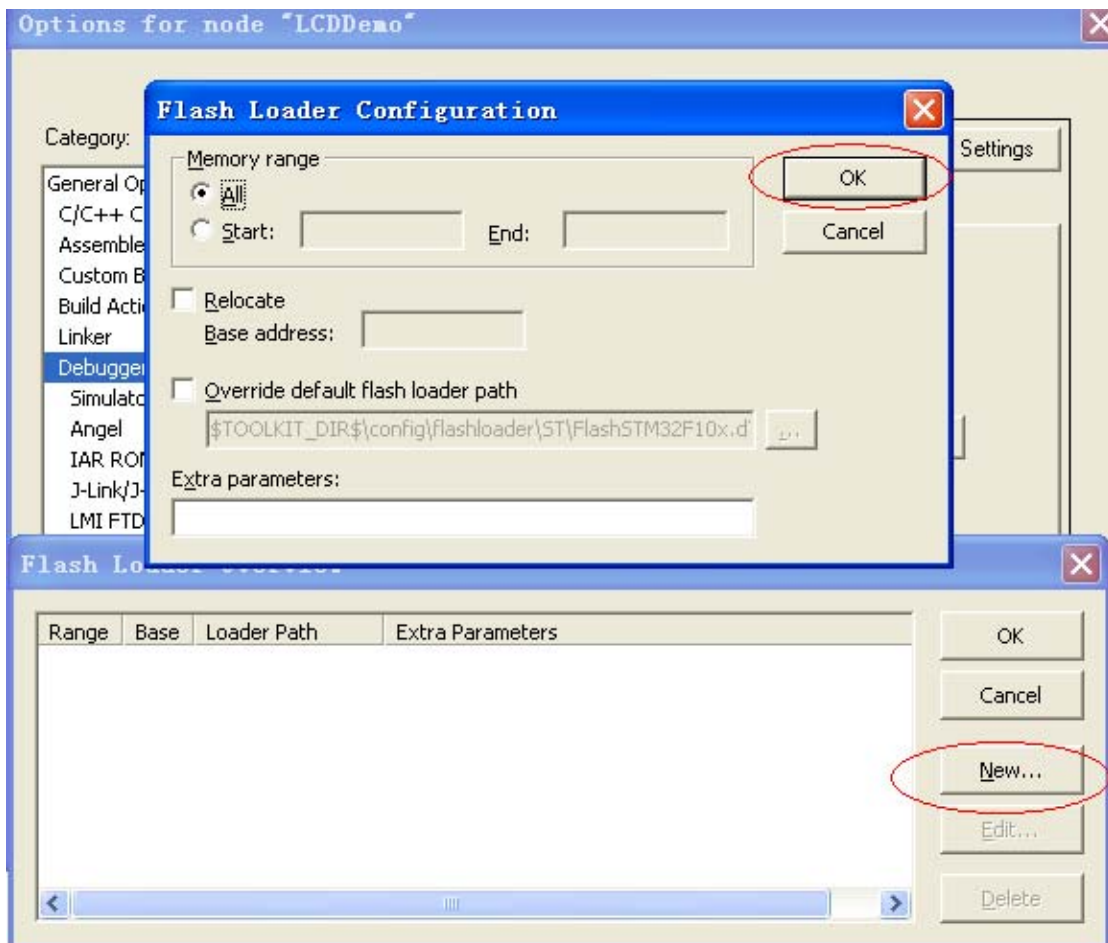 Options for node "LCDDemo"
Flash Loader Configuration
Category:
Memory range
All
Start:
End:
OK
Cancel
Settings
General Op
C/C++ C
Assemble
Custom B
Build Acti
Linker
Debugger
Simulato
Angel
IAR ROM
J-Link/J-
LMI FTD
Relocate
Base address:
Override default flash loader path
$TOOLKIT_DIR$\config\flashloader\ST\FlashSTM32F10x.d
...
Extra parameters:
Flash Loader Overview
Range Base Loader Path Extra Parameters
OK
Cancel
New...
Edit...
Delete